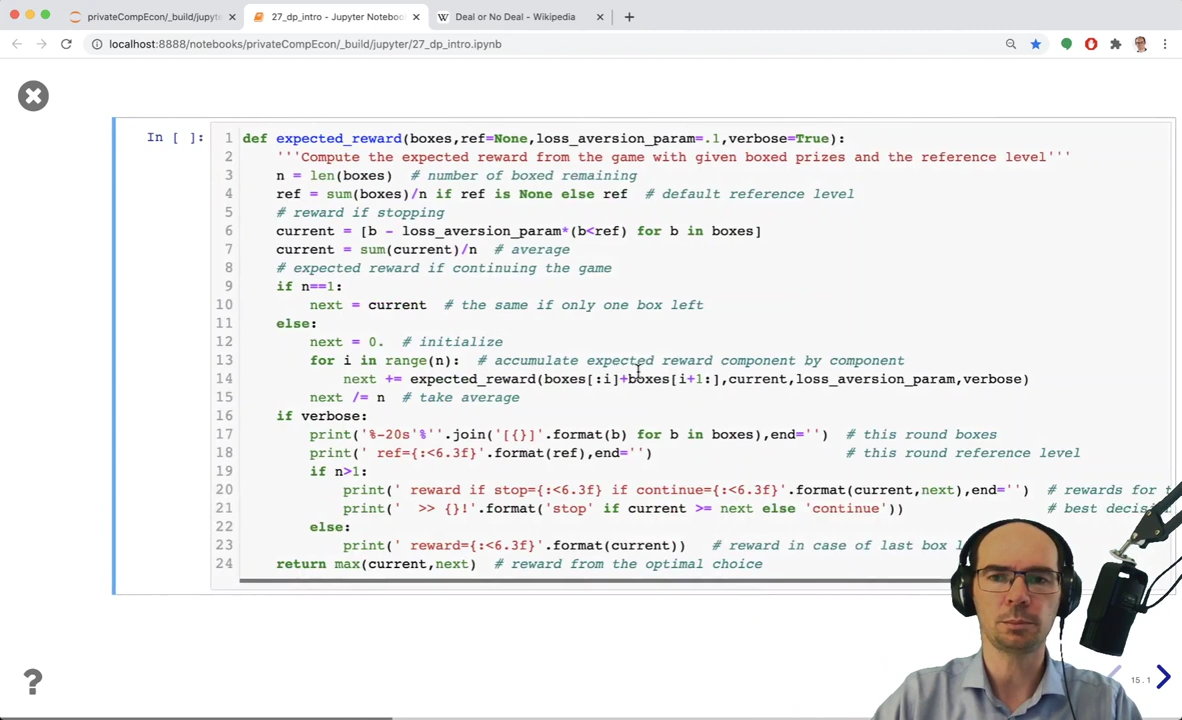 privateCompEcon/_build/jupyte
27_dp_intro - Jupyter Noteboo
W Deal or No Deal - Wikipedia
localhost:8888/notebooks/privateCompEcon/_build/jupyter/27_dp_intro.ipynb
In [ ]:
1 def expected_reward(boxes,ref=None,loss_aversion_param=.1,verbose=True):
2 '''Compute the expected reward from the game with given boxed prizes and the reference level'''
3 n = len(boxes) # number of boxed remaining
4 ref = sum(boxes)/n if ref is None else ref # default reference level
5 # reward if stopping
6 current = [b - loss_aversion_param*(b<ref) for b in boxes]
7 current = sum(current)/n # average
8 # expected reward if continuing the game
9 if n==1:
10 next = current # the same if only one box left
11 else:
12 next = 0. # initialize
13 for i in range(n): # accumulate expected reward component by component
14 next += expected_reward(boxes[:i]+boxes[i+1:],current,loss_aversion_param,verbose)
15 next /= n # take average
16 if verbose:
17 print('%-20s'%''.join('[{}]'.format(b) for b in boxes),end='') # this round boxes
18 print(' ref={:<6.3f}'.format(ref),end='') # this round reference level
19 if n>1:
20 print(' reward if stop={:<6.3f} if continue={:<6.3f}'.format(current,next),end='') # rewards for t
21 print(' >> {}!'.format('stop' if current >= next else 'continue')) # best decis
22 else:
23 print(' reward={:<6.3f}'.format(current)) # reward in case of last box l
24 return max(current,next) # reward from the optimal choice
?
15.1